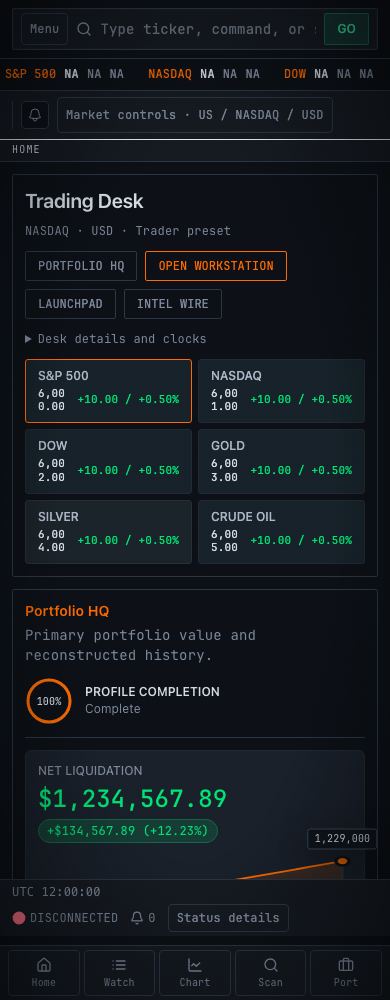 Menu Type ticker, command, or s GO
S&P 500 NA NA NA NASDAQ NA NA NA DOW NA NA NA
Market controls · US / NASDAQ / USD
HOME
Trading Desk
NASDAQ · USD · Trader preset
PORTFOLIO HQ OPEN WORKSTATION
LAUNCHPAD INTEL WIRE
▶ Desk details and clocks
S&P 500
6,00
0.00 +10.00 / +0.50%
NASDAQ
6,00
1.00 +10.00 / +0.50%
DOW
6,00
2.00 +10.00 / +0.50%
GOLD
6,00
3.00 +10.00 / +0.50%
SILVER
6,00
4.00 +10.00 / +0.50%
CRUDE OIL
6,00
5.00 +10.00 / +0.50%
Portfolio HQ
Primary portfolio value and
reconstructed history.
100%
PROFILE COMPLETION
Complete
NET LIQUIDATION
$1,234,567.89
+$134,567.89 (+12.23%)
1,229,000
UTC 12:00:00
DISCONNECTED 0 Status details
Home Watch Chart Scan Port